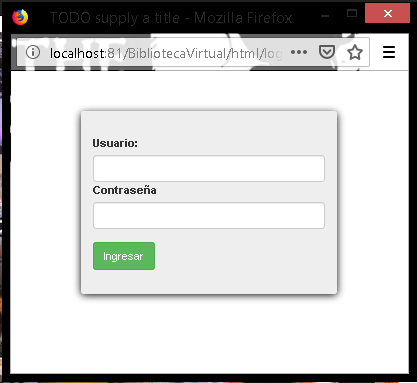 TODO supply a title - Mozilla Firefox
localhost:81/BibliotecaVirtual/html/log
Usuario:
Contraseña
Ingresar